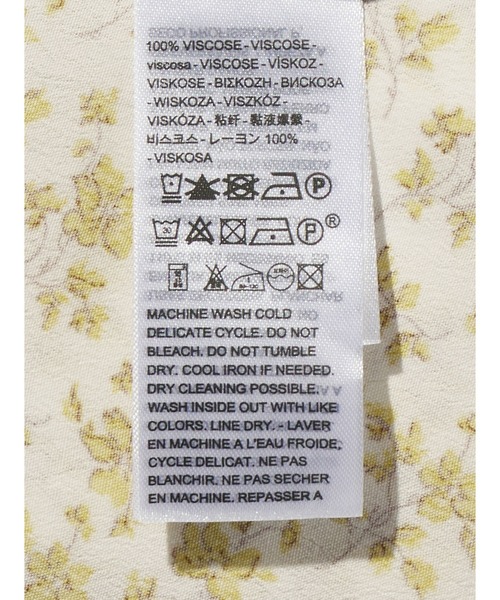 100% VISCOSE - VISCOSE -
viscosa - VISCOSE - VISKOZ -
VISKOSE - ΒΙΣΚΟΖΗ - ВИСКОЗА
- WISKOZA - VISZKÓZ -
VISKÓZA - 粘纤 - 黏液嫘縈 -
비스코스 - レーヨン 100%
- VISKOSA
30
MACHINE WASH COLD
DELICATE CYCLE. DO NOT
BLEACH. DO NOT TUMBLE
DRY. COOL IRON IF NEEDED.
DRY CLEANING POSSIBLE.
WASH INSIDE OUT WITH LIKE
COLORS. LINE DRY. - LAVER
EN MACHINE A L'EAU FROIDE,
CYCLE DELICAT. NE PAS
BLANCHIR. NE PAS SECHER
EN MACHINE. REPASSER A